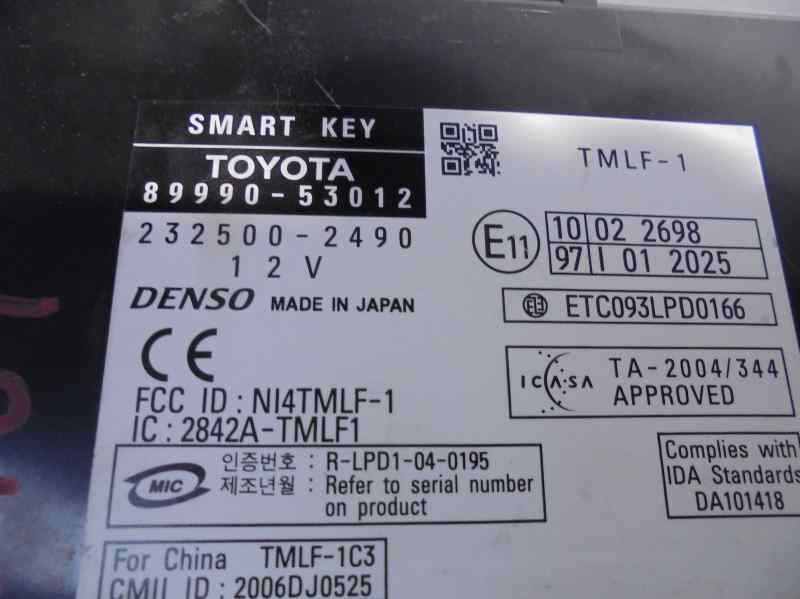 SMART KEY
TOYOTA
89990-53012
232500-2490
12V
DENSO MADE IN JAPAN
CE
FCC ID : NI4TMLF-1
IC : 2842A-TMLF1
MIC
인증번호 : R-LPD1-04-0195
제조년월 : Refer to serial number
on product
For China TMLF-1C3
CMII ID : 2006DJ0525
TMLF-1
E11
10 02 2698
97 I 01 2025
ETC093LPD0166
ICASA
TA-2004/344
APPROVED
Complies with
IDA Standards
DA101418